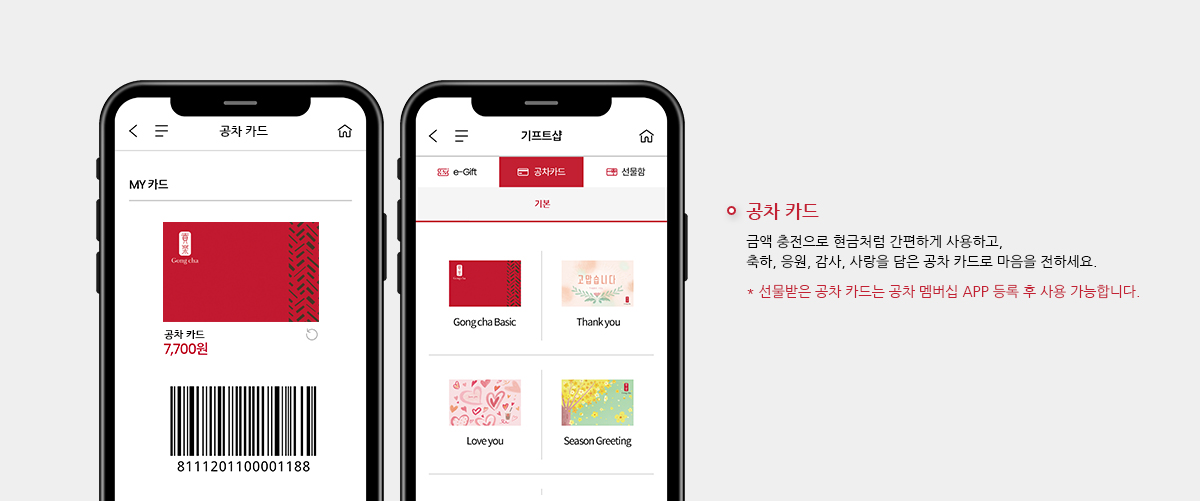 공차 카드
MY 카드
Gong cha
공차 카드
7,700원
8111201100001188
기프트샵
e-Gift
공차카드
선물함
기본
Gong cha Basic
고맙습니다
Thank you
Love you
Season Greeting
공차 카드
금액 충전으로 현금처럼 간편하게 사용하고,
축하, 응원, 감사, 사랑을 담은 공차 카드로 마음을 전하세요.
* 선물받은 공차 카드는 공차 멤버십 APP 등록 후 사용 가능합니다.